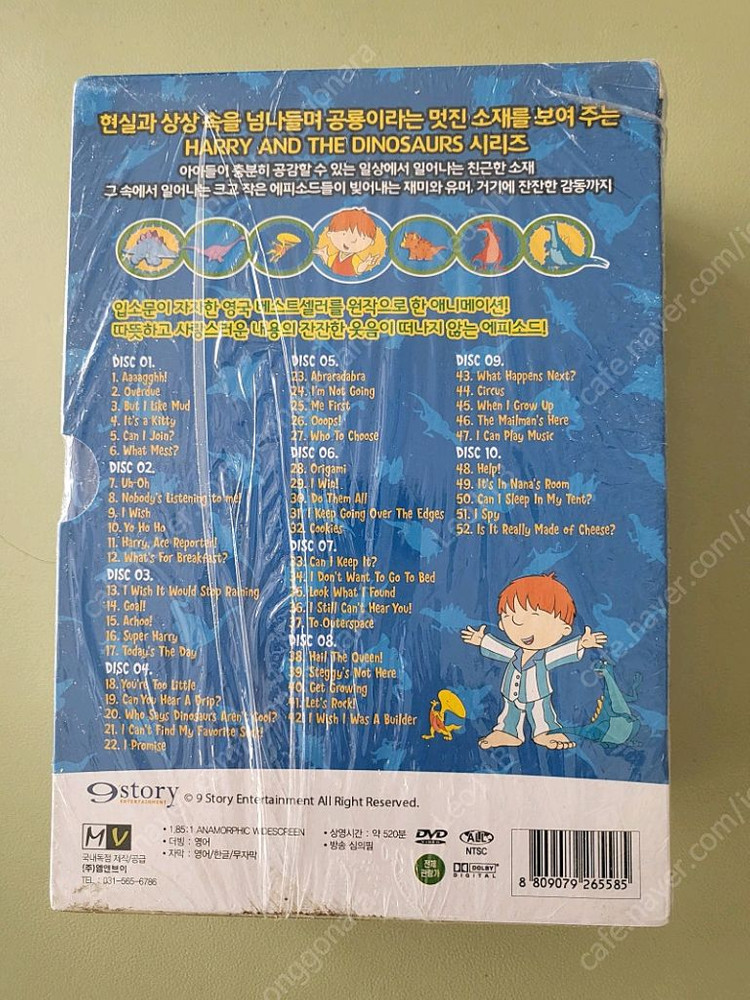 현실과 상상 속을 넘나들며 공룡이라는 멋진 소재를 보여 주는
HARRY AND THE DINOSAURS 시리즈
아이들이 충분히 공감할 수 있는 일상에서 일어나는 친근한 소재
그 속에서 일어나는 크고 작은 에피소드들이 빚어내는 재미와 유머, 거기에 잔잔한 감동까지
입소문이 자자한 영국 베스트셀러를 원작으로 한 애니메이션!
따뜻하고 사랑스러운 내용의 잔잔한 웃음이 떠나지 않는 에피소드!
DISC 01.
1. Aaaagghh!
2. Overdue
3. But I Like Mud
4. It's a Kitty
5. Can I Join?
6. What Mess?
DISC 02.
7. Uh-Oh
8. Nobody's Listening to me!
9. I Wish
10. Yo Ho Ho
11. Harry, Ace Reporter!
12. What's For Breakfast?
DISC 03.
13. I Wish It Would Stop Raining
14. Goal!
15. Achoo!
16. Super Harry
17. Today's The Day
DISC 04.
18. You're Too Little
19. Can You Hear A Drip?
20. Who Says Dinosaurs Aren't Cool?
21. I Can't Find My Favorite
22. I Promise
DISC 05.
23. Abracadabra
24. I'm Not Going
25. Me First
26. Ooops!
27. Who To Choose
DISC 06.
28. Origami
29. I Win!
30. Do Them All
31. I Keep Going Over The Edges
32. Cookies
DISC 07.
33. Can I Keep It?
34. I Don't Want To Go To Bed
35. Look What I Found
36. I Still Can't Hear You!
37. To Outerspace
DISC 08.
38. Hail The Queen!
39. Steggy's Not Here
40. Get Growing
41. Let's Rock!
42. I Wish I Was A Builder
DISC 09.
43. What Happens Next?
44. Circus
45. When I Grow Up
46. The Mailman's Here
47. I Can Play Music
DISC 10.
48. Help!
49. It's In Nana's Room
50. Can I Sleep In My Tent?
51. I Spy
52. Is It Really Made of Cheese?
9story
ENTERTAINMENT
© 9 Story Entertainment All Right Reserved.
MV
국내독점 제작/공급
(주)엠앤브이
TEL : 031-565-6786
• 1.85:1 ANAMORPHIC WIDESCREEN
• 더빙 : 영어
• 자막 : 영어/한글/무자막
• 상영시간 : 약 520분
• 방송 심의필
DVD
VIDEO
ALL
NTSC
전체
관람가
DOLBY
DIGITAL
8 809079 265585
cafe.naver.com/joonggonara